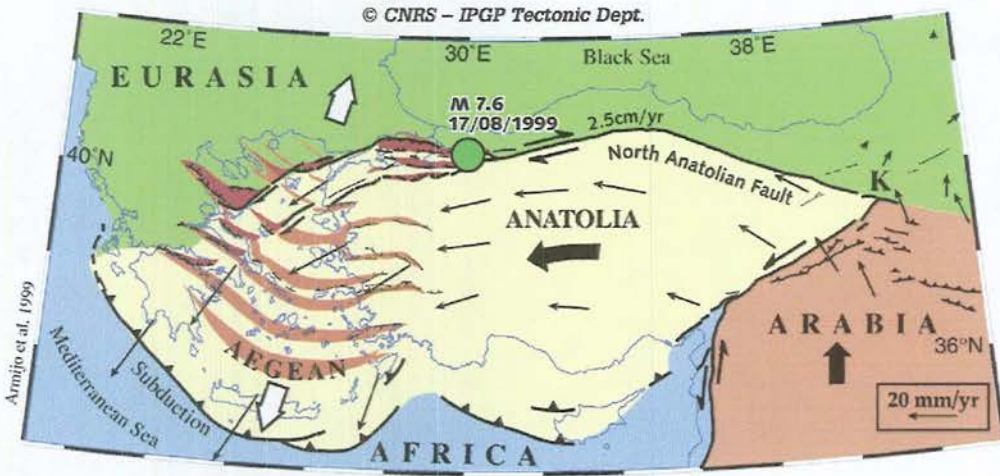 © CNRS – IPGP Tectonic Dept.
22°E
30°E
38°E
Black Sea
EURASIA
M 7.6
17/08/1999
2.5cm/yr
40°N
North Anatolian Fault
K
ANATOLIA
ARABIA
36°N
AEGEAN
Subduction
Mediterranean Sea
AFRICA
20 mm/yr
Armijo et al. 1999